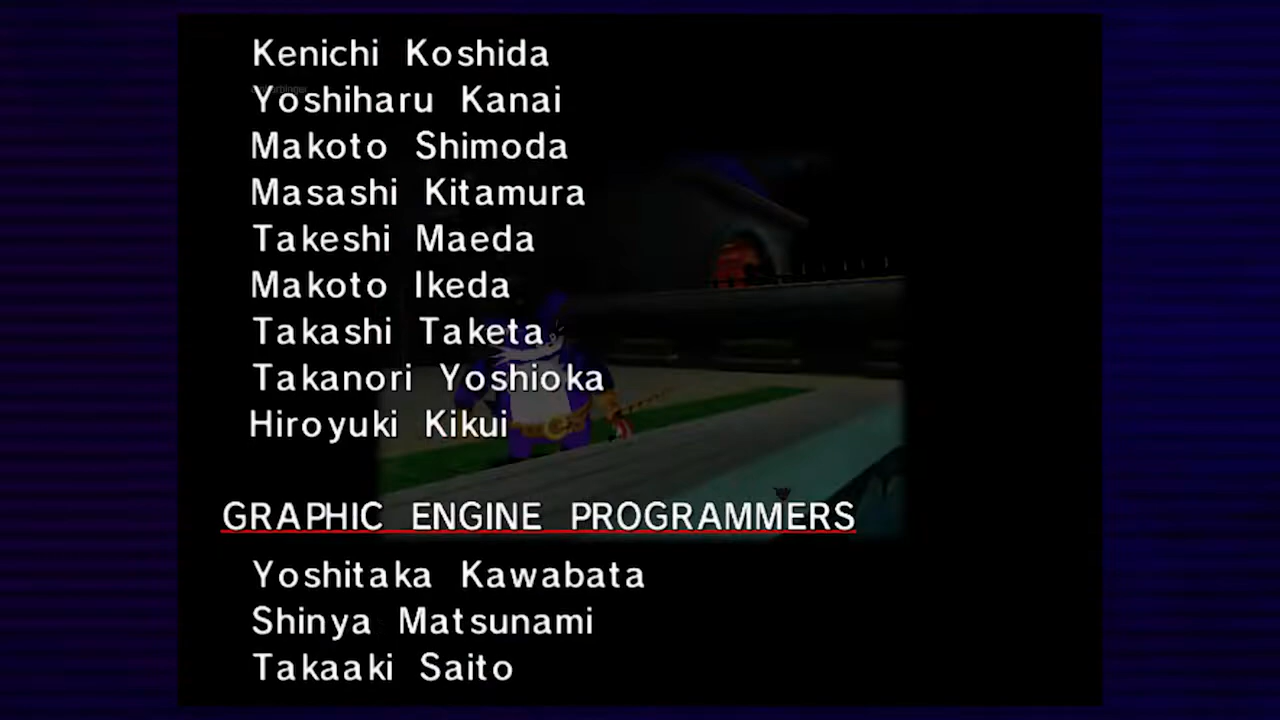 Kenichi Koshida
Yoshiharu Kanai
Makoto Shimoda
Masashi Kitamura
Takeshi Maeda
Makoto Ikeda
Takashi Taketa
Takanori Yoshioka
Hiroyuki Kikui
GRAPHIC ENGINE PROGRAMMERS
Yoshitaka Kawabata
Shinya Matsunami
Takaaki Saito